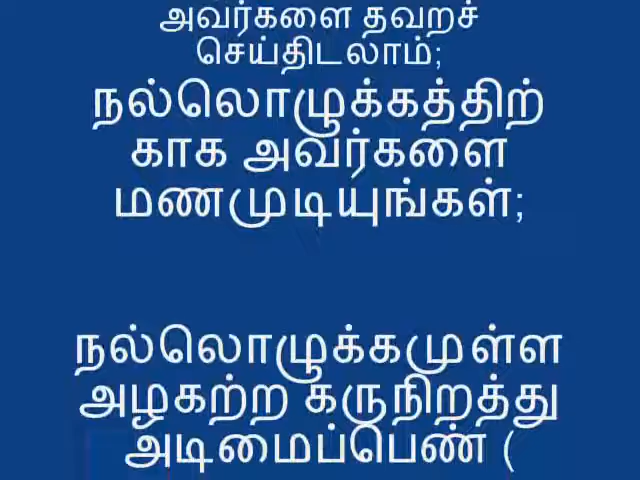 அவர்களை தவறச்
செய்திடலாம்;
நல்லொழுக்கத்திற்
காக அவர்களை
மணமுடியுங்கள்;
நல்லொழுக்கமுள்ள
அழகற்ற கருநிறத்து
அடிமைப்பெண் (